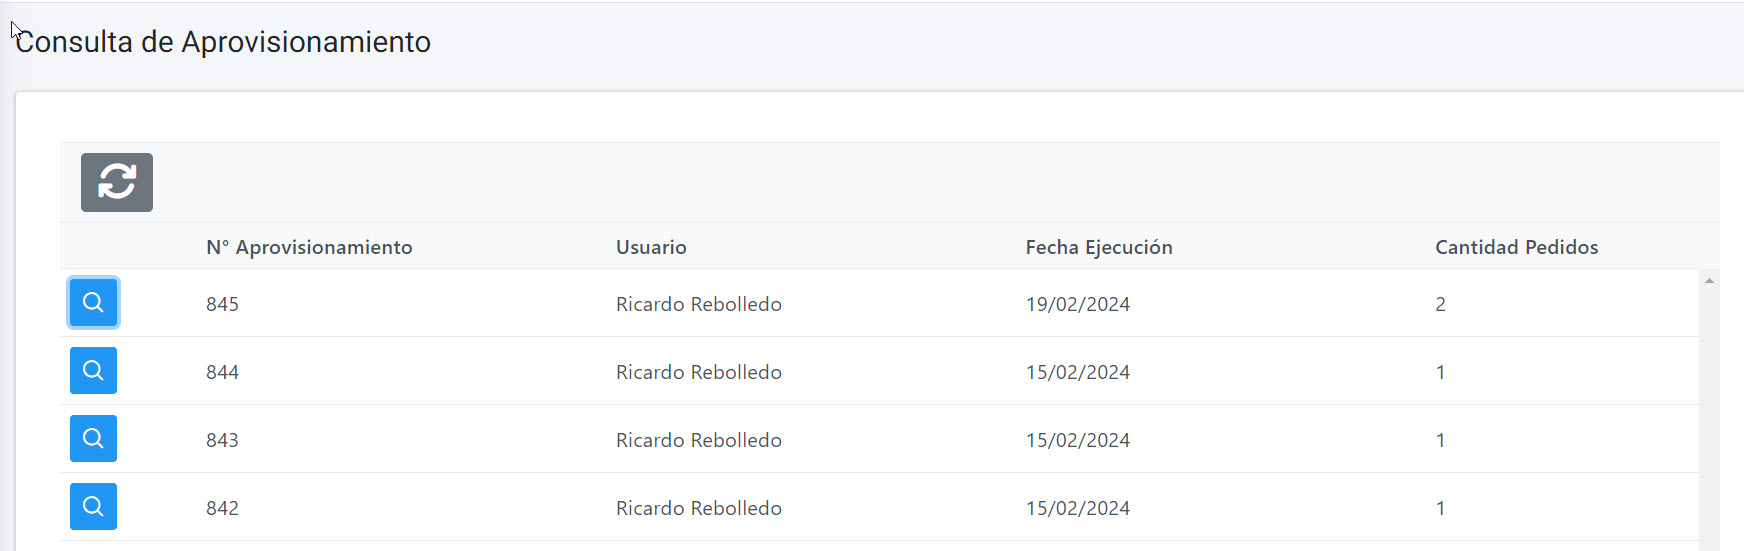 Consulta de Aprovisionamiento
N° Aprovisionamiento Usuario Fecha Ejecución Cantidad Pedidos
845 Ricardo Rebolledo 19/02/2024 2
844 Ricardo Rebolledo 15/02/2024 1
843 Ricardo Rebolledo 15/02/2024 1
842 Ricardo Rebolledo 15/02/2024 1